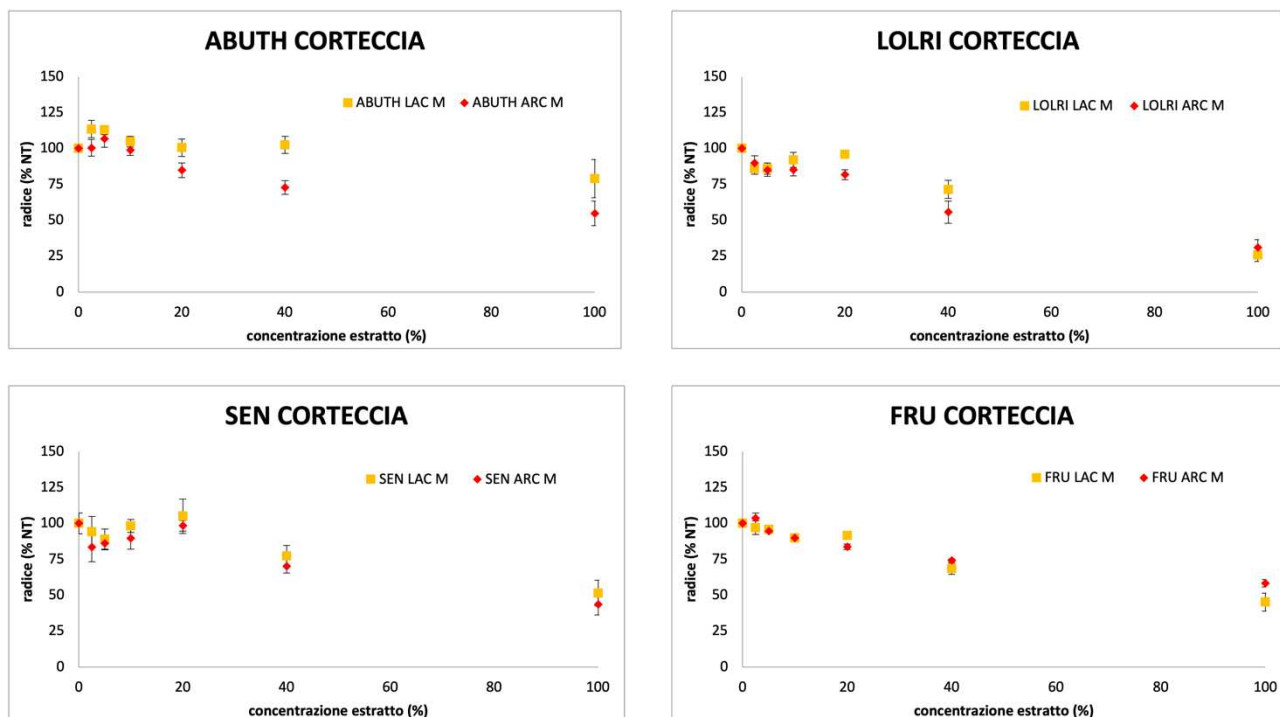 ABUTH CORTECCIA
150
125
100
75
50
25
0
radice (% NT)
ABUTH LAC M ABUTH ARC M
0 20 40 60 80 100
concentrazione estratto (%)
LOLRI CORTECCIA
150
125
100
75
50
25
0
radice (% NT)
LOLRI LAC M LOLRI ARC M
0 20 40 60 80 100
concentrazione estratto (%)
SEN CORTECCIA
150
125
100
75
50
25
0
radice (% NT)
SEN LAC M SEN ARC M
0 20 40 60 80 100
concentrazione estratto (%)
FRU CORTECCIA
150
125
100
75
50
25
0
radice (% NT)
FRU LAC M FRU ARC M
0 20 40 60 80 100
concentrazione estratto (%)